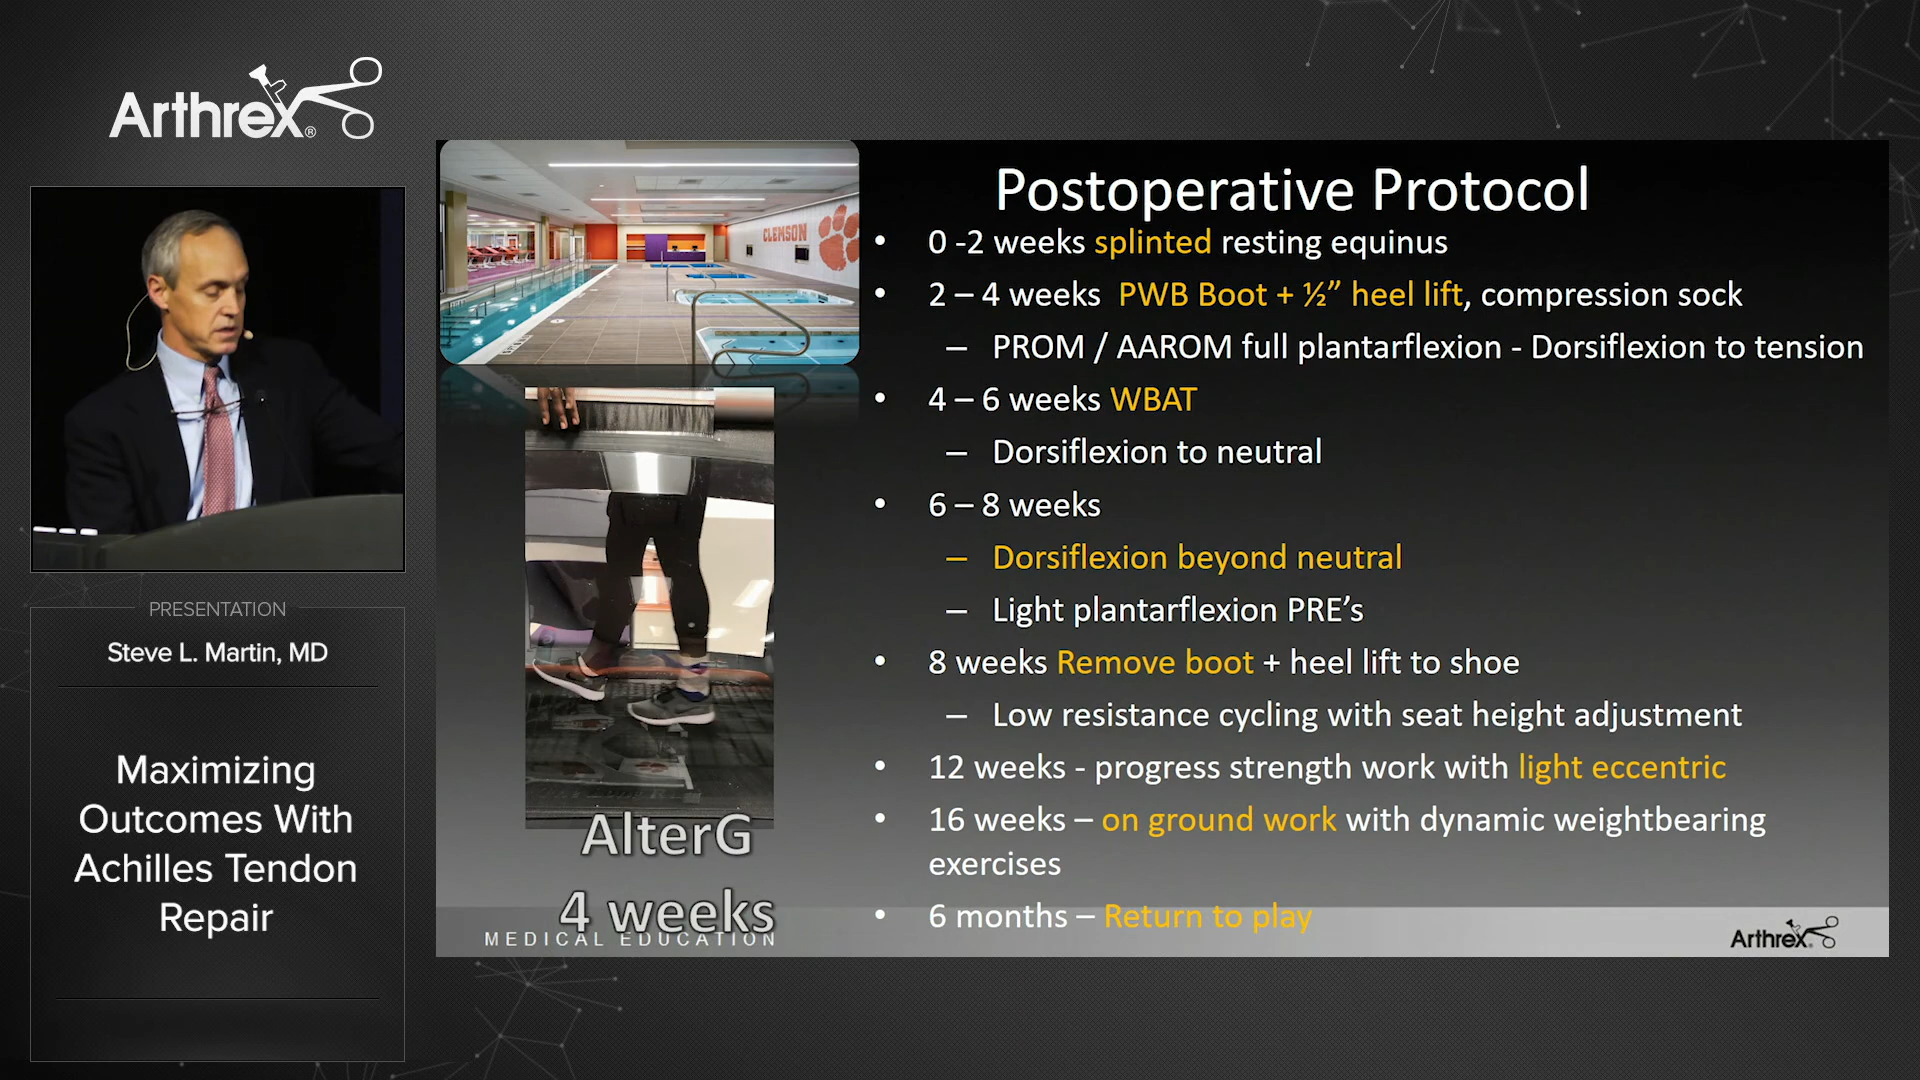 Arthrex®
PRESENTATION
Steve L. Martin, MD
Maximizing
Outcomes With
Achilles Tendon
Repair
CLEMSON
AlterG
4 weeks
MEDICAL EDUCATION
Postoperative Protocol
• 0 -2 weeks splinted resting equinus
• 2 – 4 weeks PWB Boot + ½” heel lift, compression sock
– PROM / AAROM full plantarflexion - Dorsiflexion to tension
• 4 – 6 weeks WBAT
– Dorsiflexion to neutral
• 6 – 8 weeks
– Dorsiflexion beyond neutral
– Light plantarflexion PRE’s
• 8 weeks Remove boot + heel lift to shoe
– Low resistance cycling with seat height adjustment
• 12 weeks - progress strength work with light eccentric
• 16 weeks – on ground work with dynamic weightbearing
exercises
• 6 months – Return to play
Arthrex